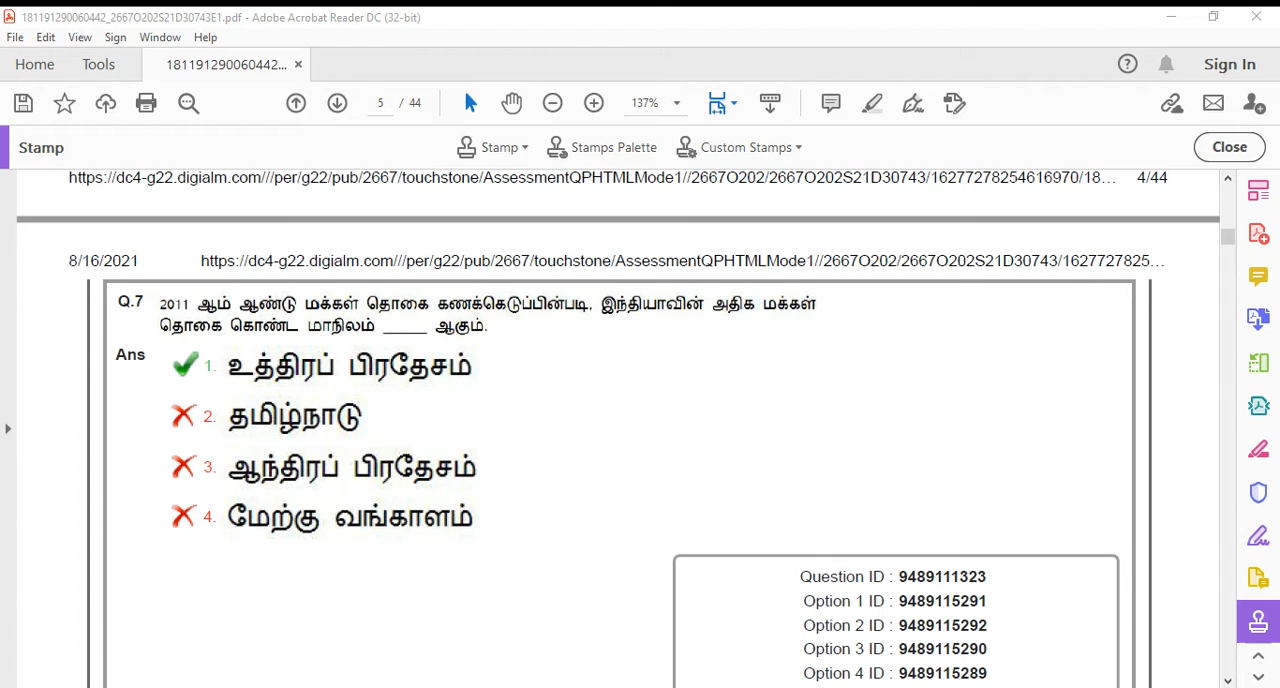 181191290060442_2667O202S21D30743E1.pdf - Adobe Acrobat Reader DC (32-bit)
File Edit View Sign Window Help
Home Tools 181191290060442... × Sign In
5 / 44 137%
Stamp Stamp Stamps Palette Custom Stamps Close
https://dc4-g22.digialm.com///per/g22/pub/2667/touchstone/AssessmentQPHTMLMode1//2667O202/2667O202S21D30743/16277278254616970/18... 4/44
8/16/2021 https://dc4-g22.digialm.com///per/g22/pub/2667/touchstone/AssessmentQPHTMLMode1//2667O202/2667O202S21D30743/1627727825...
Q.7 2011 ஆம் ஆண்டு மக்கள் தொகை கணக்கெடுப்பின்படி, இந்தியாவின் அதிக மக்கள்
தொகை கொண்ட மாநிலம் _____ ஆகும்.
Ans 1. உத்திரப் பிரதேசம்
2. தமிழ்நாடு
3. ஆந்திரப் பிரதேசம்
4. மேற்கு வங்காளம்
Question ID : 9489111323
Option 1 ID : 9489115291
Option 2 ID : 9489115292
Option 3 ID : 9489115290
Option 4 ID : 9489115289